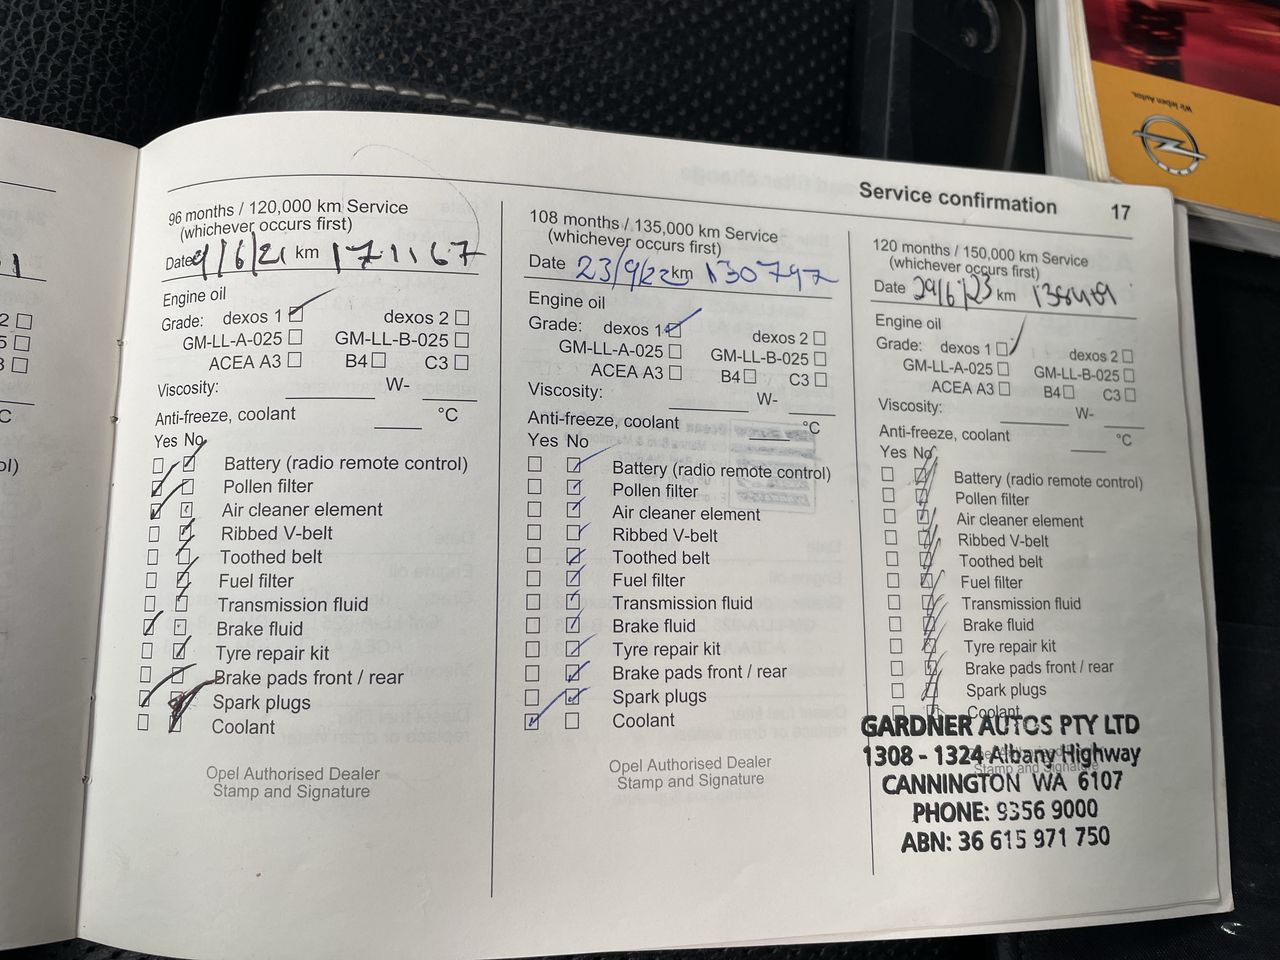 Wir leben Autos.
Service confirmation 17
96 months / 120,000 km Service
(whichever occurs first)
Date 9/6/21 km 171167
Engine oil
Grade: dexos 1 dexos 2
GM-LL-A-025 GM-LL-B-025
ACEA A3 B4 C3
Viscosity: W-
Anti-freeze, coolant °C
Yes No
Battery (radio remote control)
Pollen filter
Air cleaner element
Ribbed V-belt
Toothed belt
Fuel filter
Transmission fluid
Brake fluid
Tyre repair kit
Brake pads front / rear
Spark plugs
Coolant
Opel Authorised Dealer
Stamp and Signature
108 months / 135,000 km Service
(whichever occurs first)
Date 23/9/22 km 130797
Engine oil
Grade: dexos 1 dexos 2
GM-LL-A-025 GM-LL-B-025
ACEA A3 B4 C3
Viscosity: W-
Anti-freeze, coolant °C
Yes No
Battery (radio remote control)
Pollen filter
Air cleaner element
Ribbed V-belt
Toothed belt
Fuel filter
Transmission fluid
Brake fluid
Tyre repair kit
Brake pads front / rear
Spark plugs
Coolant
Opel Authorised Dealer
Stamp and Signature
120 months / 150,000 km Service
(whichever occurs first)
Date 29/6/23 km
Engine oil
Grade: dexos 1 dexos 2
GM-LL-A-025 GM-LL-B-025
ACEA A3 B4 C3
Viscosity: W-
Anti-freeze, coolant °C
Yes No
Battery (radio remote control)
Pollen filter
Air cleaner element
Ribbed V-belt
Toothed belt
Fuel filter
Transmission fluid
Brake fluid
Tyre repair kit
Brake pads front / rear
Spark plugs
Coolant
Opel Authorised Dealer
Stamp and Signature
GARDNER AUTOS PTY LTD
1308 - 1324 Albany Highway
CANNINGTON WA 6107
PHONE: 9356 9000
ABN: 36 615 971 750